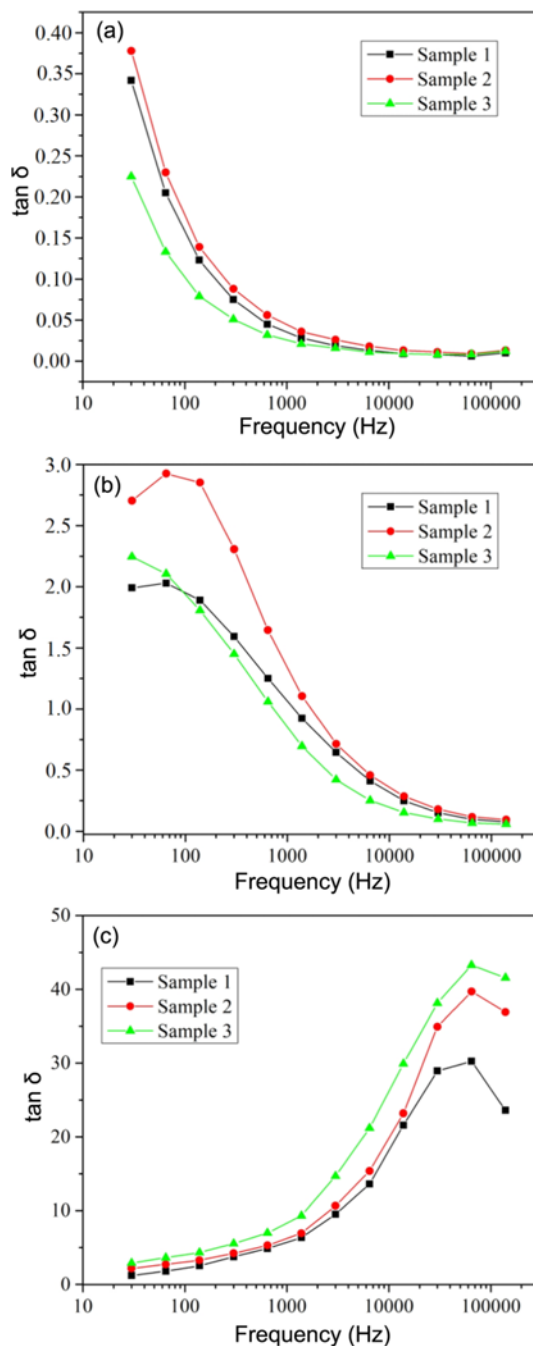 (a)
Sample 1
Sample 2
Sample 3
tan δ
0.40
0.35
0.30
0.25
0.20
0.15
0.10
0.05
0.00
10 100 1000 10000 100000
Frequency (Hz)
(b)
Sample 1
Sample 2
Sample 3
tan δ
3.0
2.5
2.0
1.5
1.0
0.5
0.0
10 100 1000 10000 100000
Frequency (Hz)
(c)
Sample 1
Sample 2
Sample 3
tan δ
50
40
30
20
10
0
10 100 1000 10000 100000
Frequency (Hz)